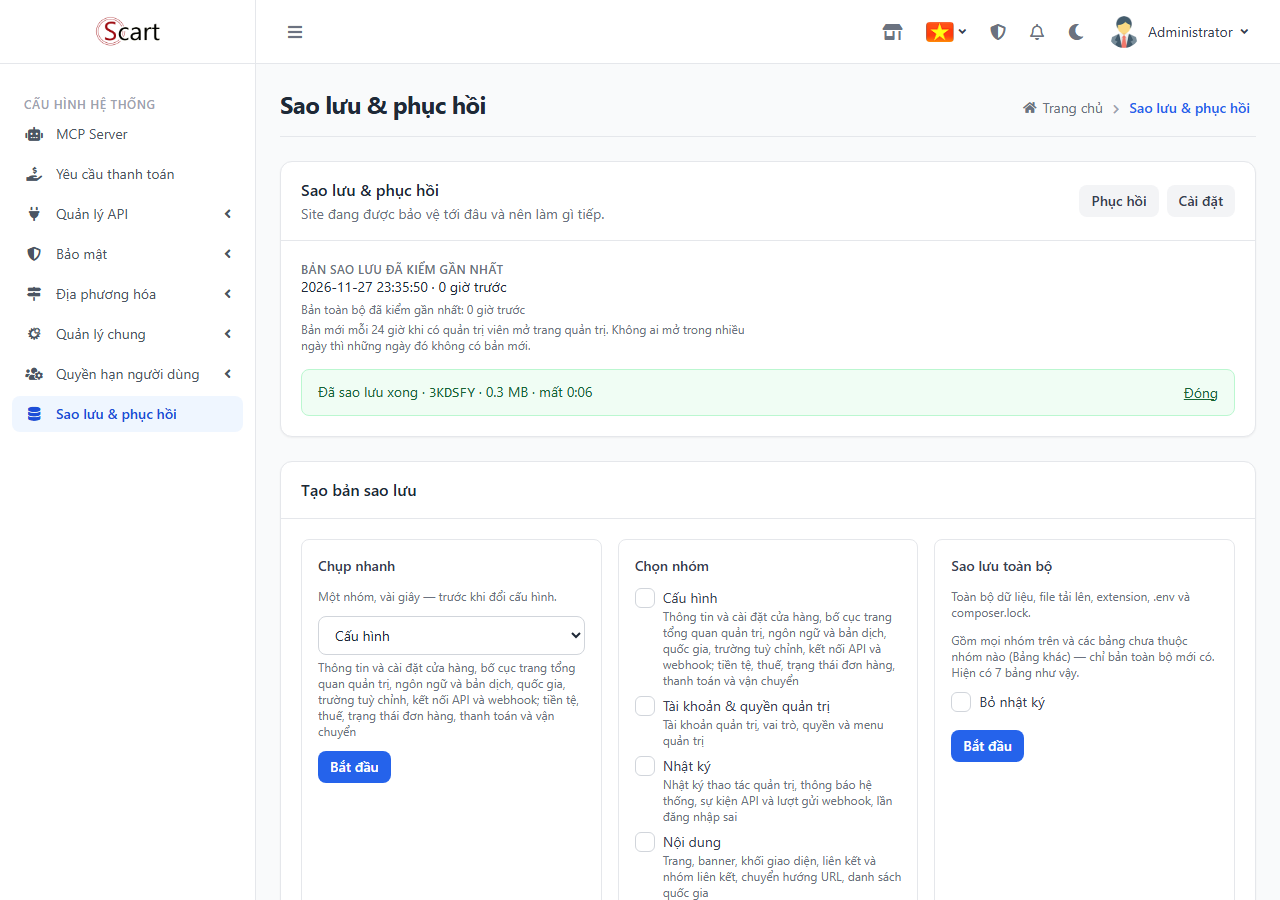 Scart
Administrator
CẤU HÌNH HỆ THỐNG
MCP Server
Yêu cầu thanh toán
Quản lý API
Bảo mật
Địa phương hóa
Quản lý chung
Quyền hạn người dùng
Sao lưu & phục hồi
Sao lưu & phục hồi
Trang chủ > Sao lưu & phục hồi
Sao lưu & phục hồi
Site đang được bảo vệ tới đâu và nên làm gì tiếp.
Phục hồi
Cài đặt
BẢN SAO LƯU ĐÃ KIỂM GẦN NHẤT
2026-11-27 23:35:50 · 0 giờ trước
Bản toàn bộ đã kiểm gần nhất: 0 giờ trước
Bản mới mỗi 24 giờ khi có quản trị viên mở trang quản trị. Không ai mở trong nhiều
ngày thì những ngày đó không có bản mới.
Đã sao lưu xong · 3KDSFY · 0.3 MB · mất 0:06
Đóng
Tạo bản sao lưu
Chụp nhanh
Một nhóm, vài giây — trước khi đổi cấu hình.
Cấu hình
Thông tin và cài đặt cửa hàng, bố cục trang tổng
quan quản trị, ngôn ngữ và bản dịch, quốc gia,
trường tuỳ chỉnh, kết nối API và webhook; tiền tệ,
thuế, trạng thái đơn hàng, thanh toán và vận
chuyển
Bắt đầu
Chọn nhóm
Cấu hình
Thông tin và cài đặt cửa hàng, bố cục trang
tổng quan quản trị, ngôn ngữ và bản dịch,
quốc gia, trường tuỳ chỉnh, kết nối API và
webhook; tiền tệ, thuế, trạng thái đơn hàng,
thanh toán và vận chuyển
Tài khoản & quyền quản trị
Tài khoản quản trị, vai trò, quyền và menu
quản trị
Nhật ký
Nhật ký thao tác quản trị, thông báo hệ
thống, sự kiện API và lượt gửi webhook, lần
đăng nhập sai
Nội dung
Trang, banner, khối giao diện, liên kết và
nhóm liên kết, chuyển hướng URL, danh sách
quốc gia
Sao lưu toàn bộ
Toàn bộ dữ liệu, file tải lên, extension, .env và
composer.lock.
Gồm mọi nhóm trên và các bảng chưa thuộc
nhóm nào (Bảng khác) — chỉ bản toàn bộ mới có.
Hiện có 7 bảng như vậy.
Bỏ nhật ký
Bắt đầu